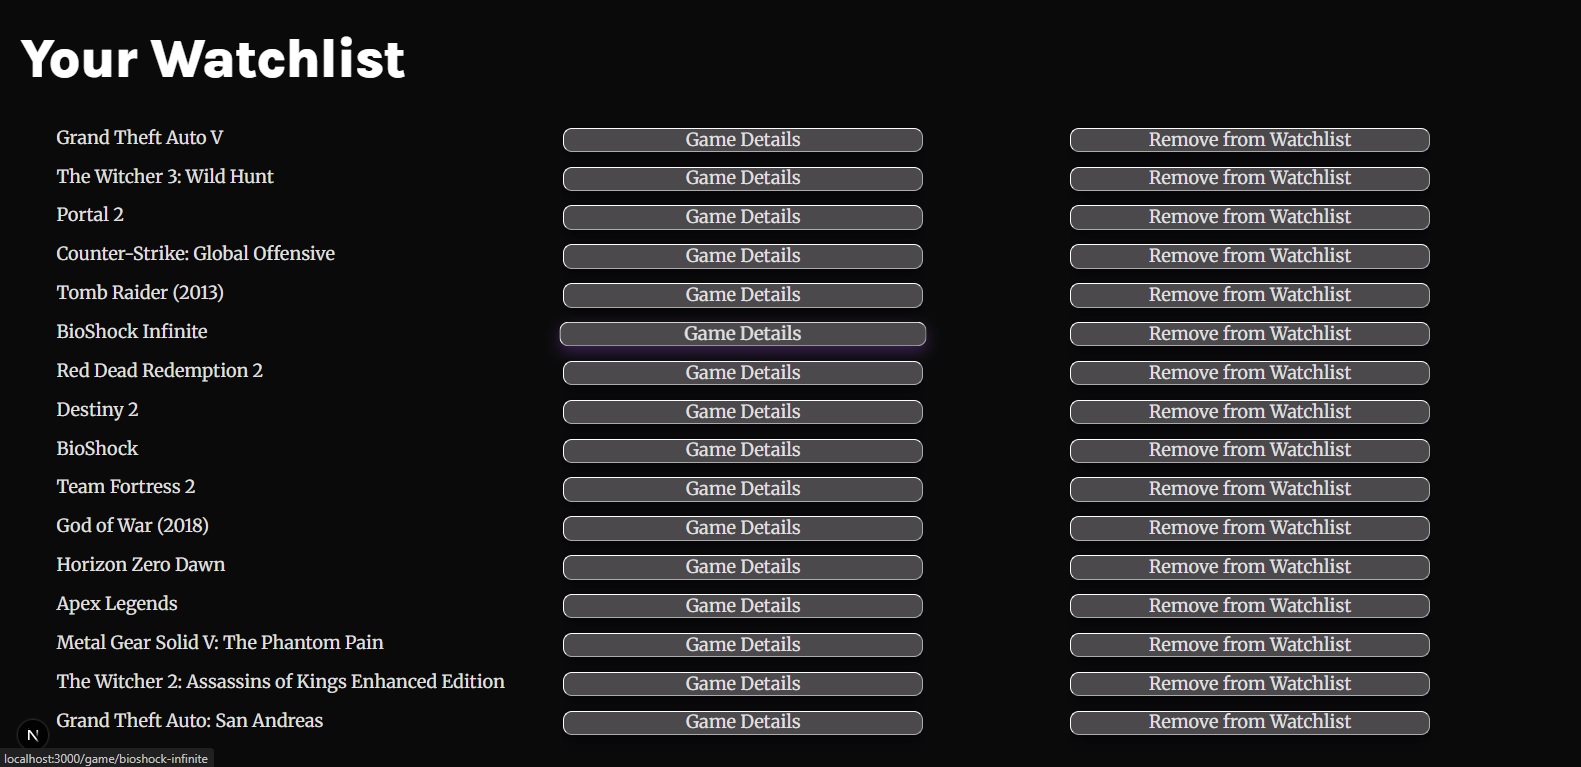 Your Watchlist
Grand Theft Auto V Game Details Remove from Watchlist
The Witcher 3: Wild Hunt Game Details Remove from Watchlist
Portal 2 Game Details Remove from Watchlist
Counter-Strike: Global Offensive Game Details Remove from Watchlist
Tomb Raider (2013) Game Details Remove from Watchlist
BioShock Infinite Game Details Remove from Watchlist
Red Dead Redemption 2 Game Details Remove from Watchlist
Destiny 2 Game Details Remove from Watchlist
BioShock Game Details Remove from Watchlist
Team Fortress 2 Game Details Remove from Watchlist
God of War (2018) Game Details Remove from Watchlist
Horizon Zero Dawn Game Details Remove from Watchlist
Apex Legends Game Details Remove from Watchlist
Metal Gear Solid V: The Phantom Pain Game Details Remove from Watchlist
The Witcher 2: Assassins of Kings Enhanced Edition Game Details Remove from Watchlist
Grand Theft Auto: San Andreas Game Details Remove from Watchlist
N
localhost:3000/game/bioshock-infinite